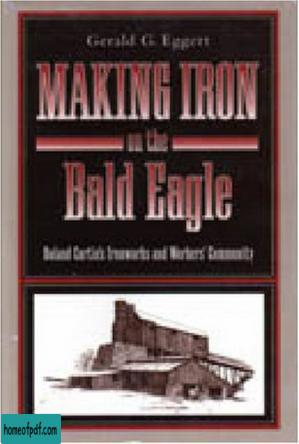 Gerald G. Eggert
MAKING IRON
on the
Bald Eagle
Roland Curtin's Ironworks and Workers' Community
homeofpdf.com